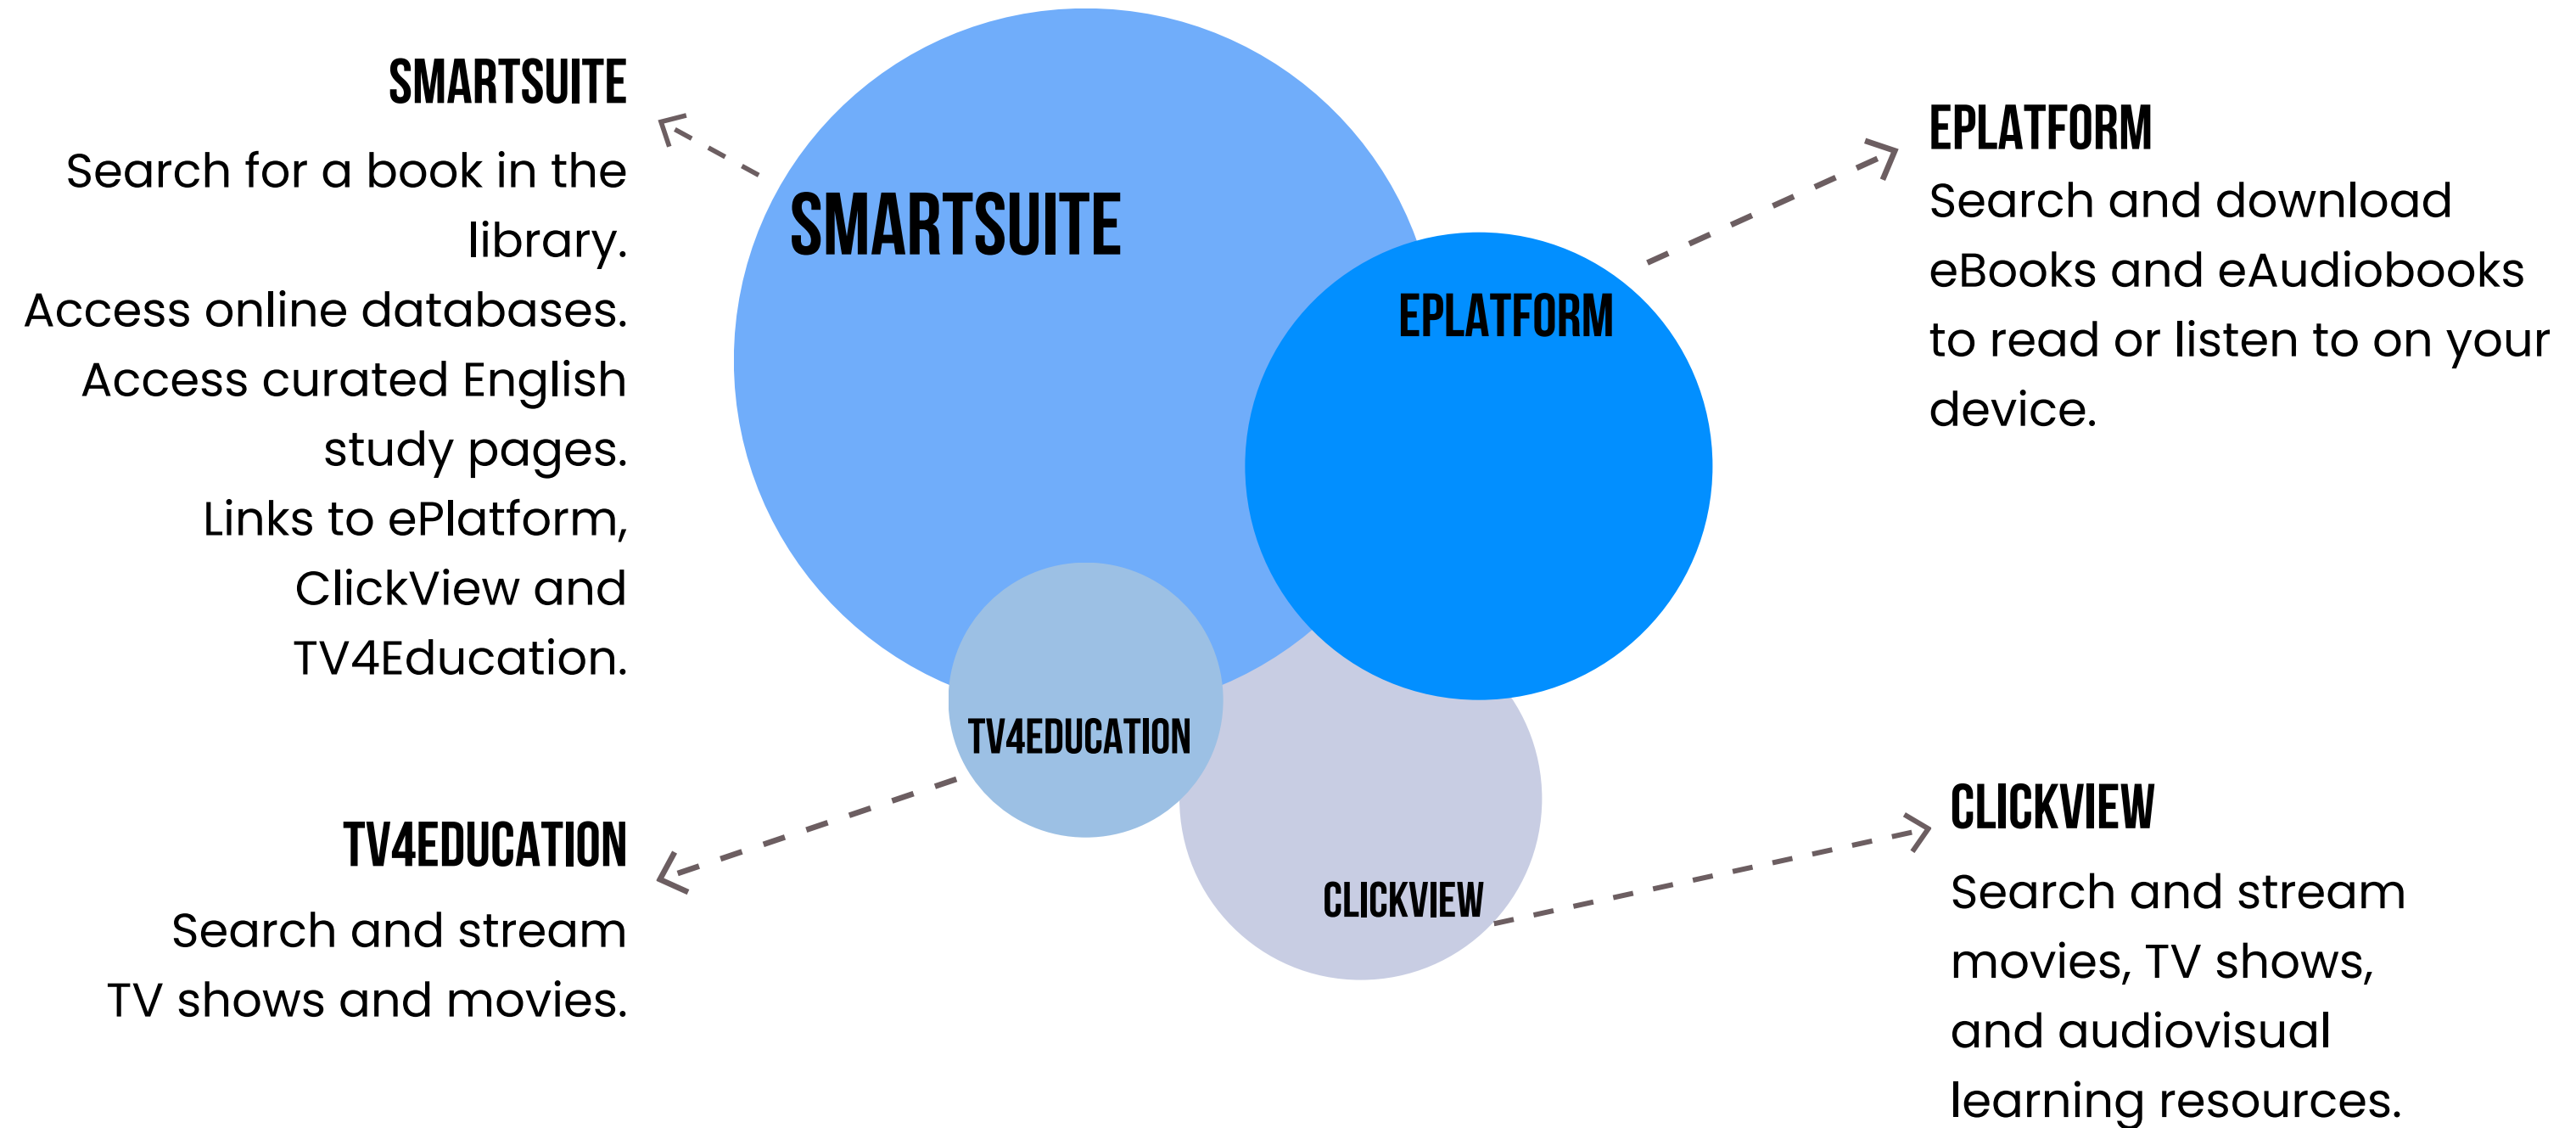 SMARTSUITE
Search for a book in the
library.
Access online databases.
Access curated English
study pages.
Links to ePlatform,
ClickView and
TV4Education.
TV4EDUCATION
Search and stream
TV shows and movies.
SMARTSUITE
EPLATFORM
TV4EDUCATION
CLICKVIEW
EPLATFORM
Search and download
eBooks and eAudiobooks
to read or listen to on your
device.
CLICKVIEW
Search and stream
movies, TV shows,
and audiovisual
learning resources.